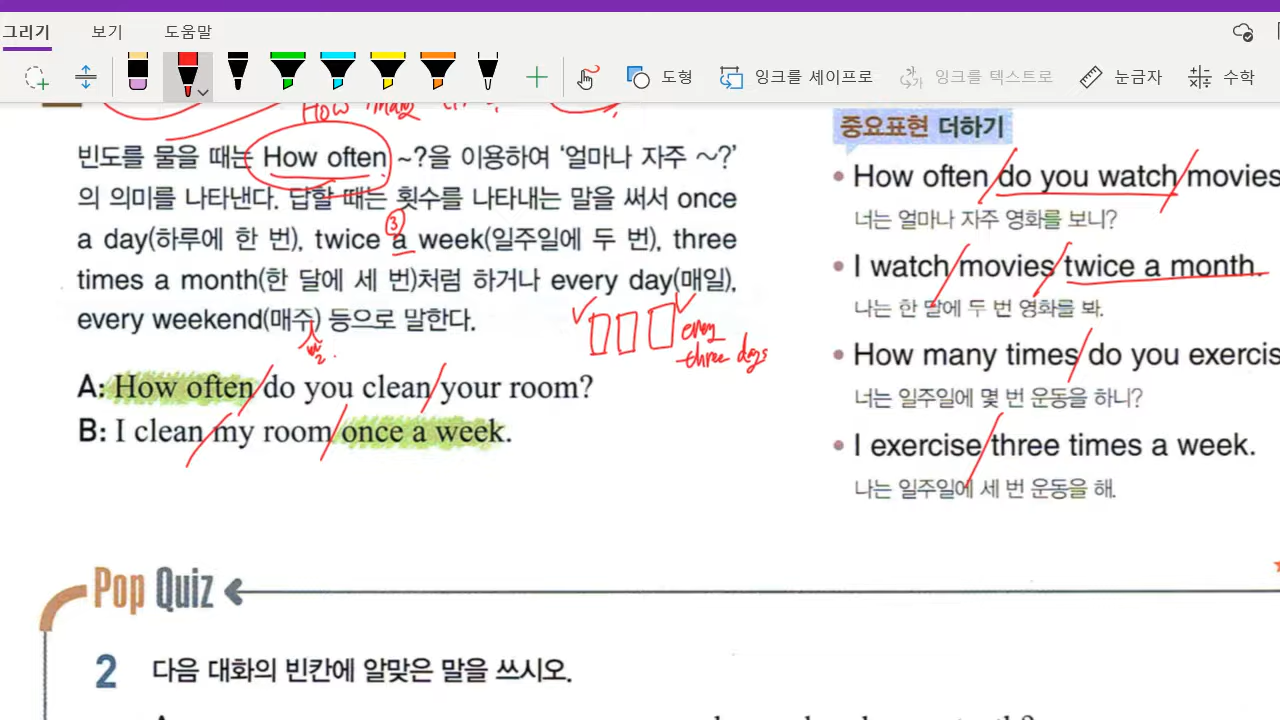 그리기 보기 도움말
도형 잉크를 셰이프로 잉크를 텍스트로 눈금자 수학
How many
빈도를 물을 때는 How often ~?을 이용하여 '얼마나 자주 ~?'
의 의미를 나타낸다. 답할 때는 횟수를 나타내는 말을 써서 once
③
a day(하루에 한 번), twice a week(일주일에 두 번), three
times a month(한 달에 세 번)처럼 하거나 every day(매일),
every weekend(매주) 등으로 말한다.
every
three days
A: How often do you clean your room?
B: I clean my room once a week.
중요표현 더하기
How often do you watch movies
너는 얼마나 자주 영화를 보니?
I watch movies twice a month.
나는 한 달에 두 번 영화를 봐.
How many times do you exercis
너는 일주일에 몇 번 운동을 하니?
I exercise three times a week.
나는 일주일에 세 번 운동을 해.
Pop Quiz
2 다음 대화의 빈칸에 알맞은 말을 쓰시오.